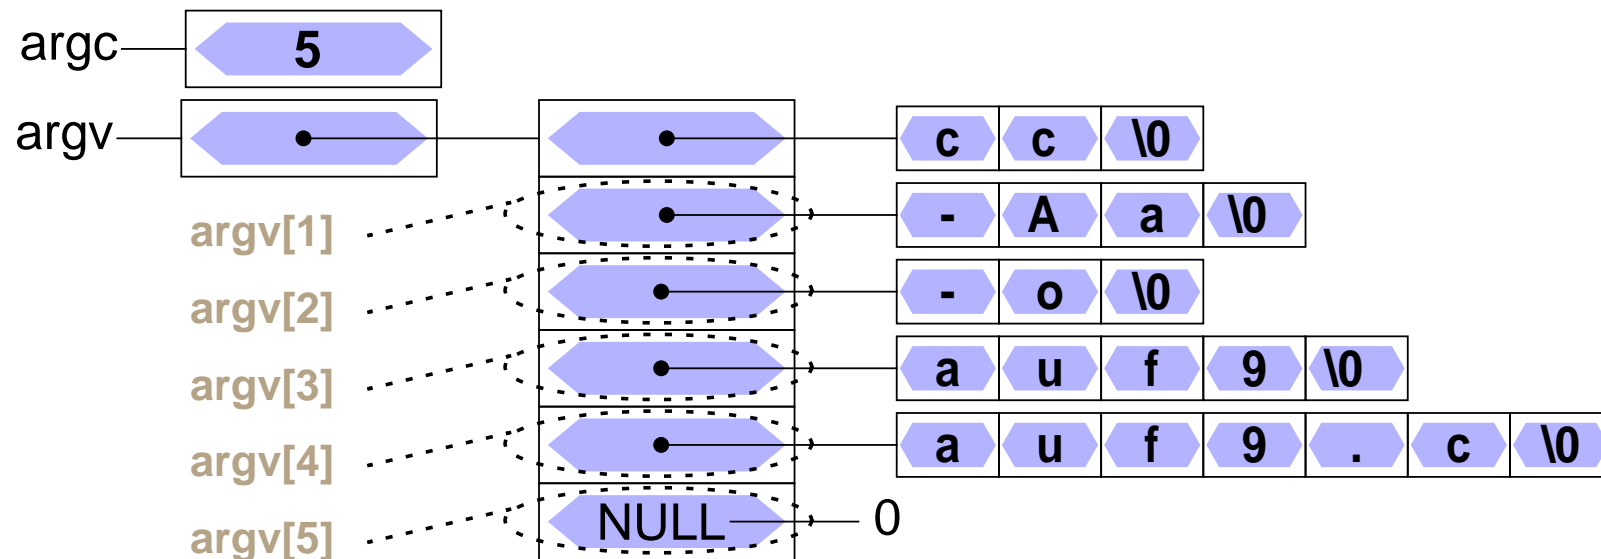 argc 5
argv c c \0
argv[1] - A a \0
argv[2] - o \0
argv[3] a u f 9 \0
argv[4] a u f 9 . c \0
argv[5] NULL 0